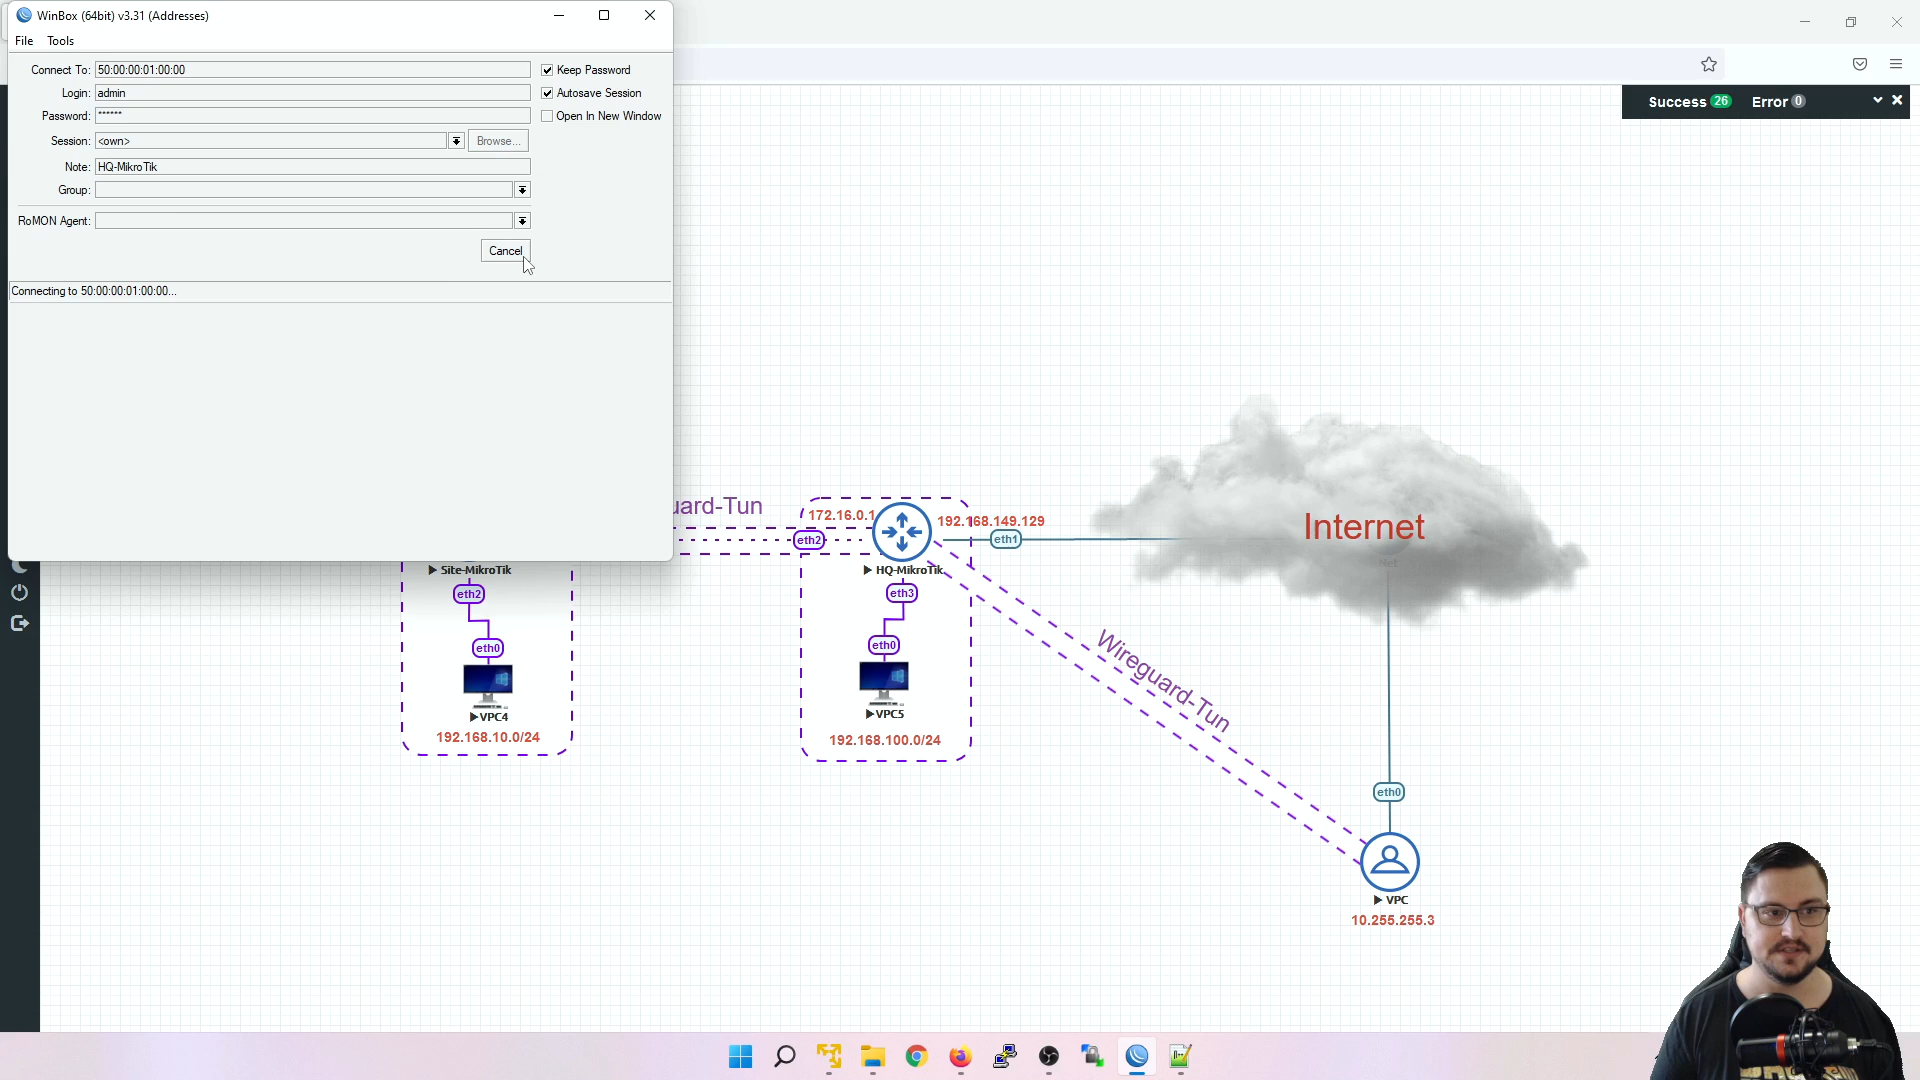 WinBox (64bit) v3.31 (Addresses)
File Tools
Connect To: 50:00:00:01:00:00
Keep Password
Login: admin
Autosave Session
Password: ******
Open In New Window
Session: <own>
Browse...
Note: HQ-MikroTik
Group:
RoMON Agent:
Cancel
Connecting to 50:00:00:01:00:00...
Success 26 Error 0
uard-Tun
172.16.0.1
192.168.149.129
eth2
eth1
Internet
Net
Site-MikroTik
HQ-MikroTik
eth2
eth3
eth0
eth0
Wireguard-Tun
VPC4
VPC5
192.168.10.0/24
192.168.100.0/24
eth0
VPC
10.255.255.3